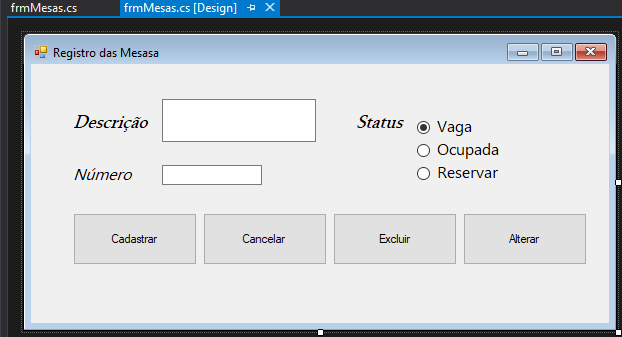 frmMesas.cs
frmMesas.cs [Design]
Registro das Mesasa
Descrição
Status
Vaga
Ocupada
Reservar
Número
Cadastrar
Cancelar
Excluir
Alterar